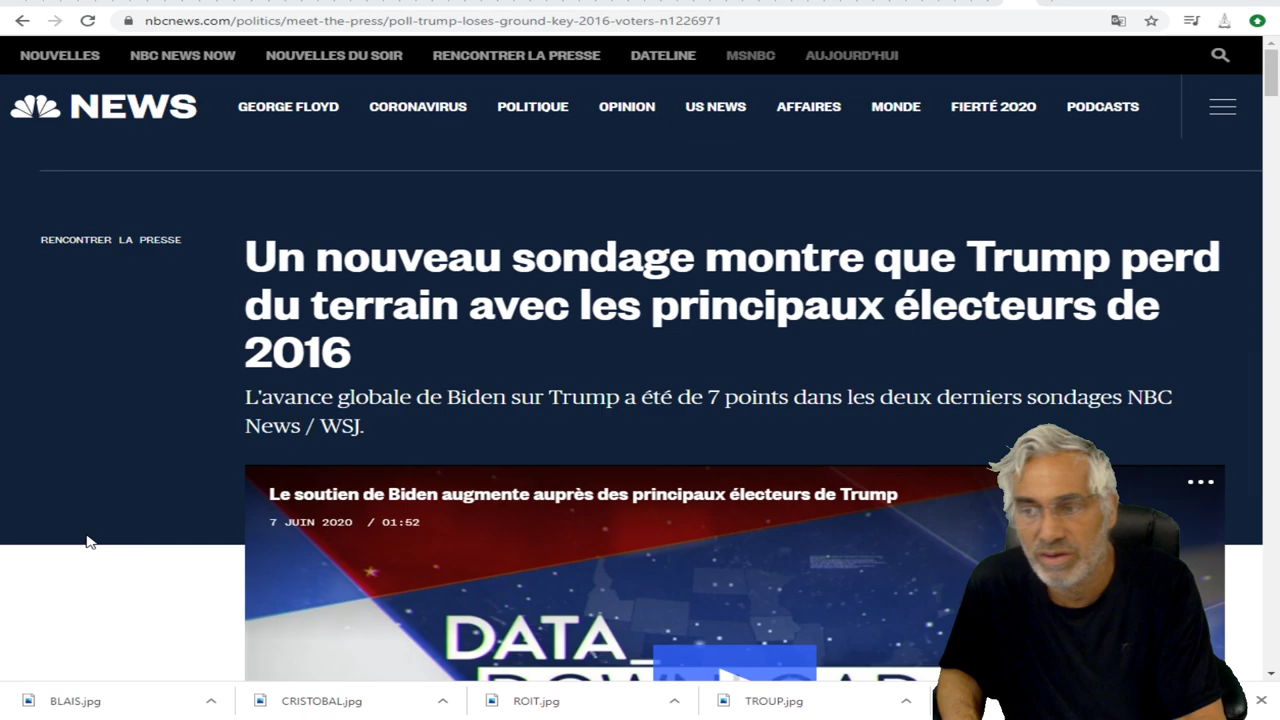 nbcnews.com/politics/meet-the-press/poll-trump-loses-ground-key-2016-voters-n1226971
NOUVELLES NBC NEWS NOW NOUVELLES DU SOIR RENCONTRER LA PRESSE DATELINE MSNBC AUJOURD'HUI
NEWS GEORGE FLOYD CORONAVIRUS POLITIQUE OPINION US NEWS AFFAIRES MONDE FIERTÉ 2020 PODCASTS
RENCONTRER LA PRESSE
Un nouveau sondage montre que Trump perd
du terrain avec les principaux électeurs de
2016
L'avance globale de Biden sur Trump a été de 7 points dans les deux derniers sondages NBC
News / WSJ.
Le soutien de Biden augmente auprès des principaux électeurs de Trump
7 JUIN 2020 / 01:52
DATA_
DOWNLOAD
BLAIS.jpg CRISTOBAL.jpg ROIT.jpg TROUP.jpg